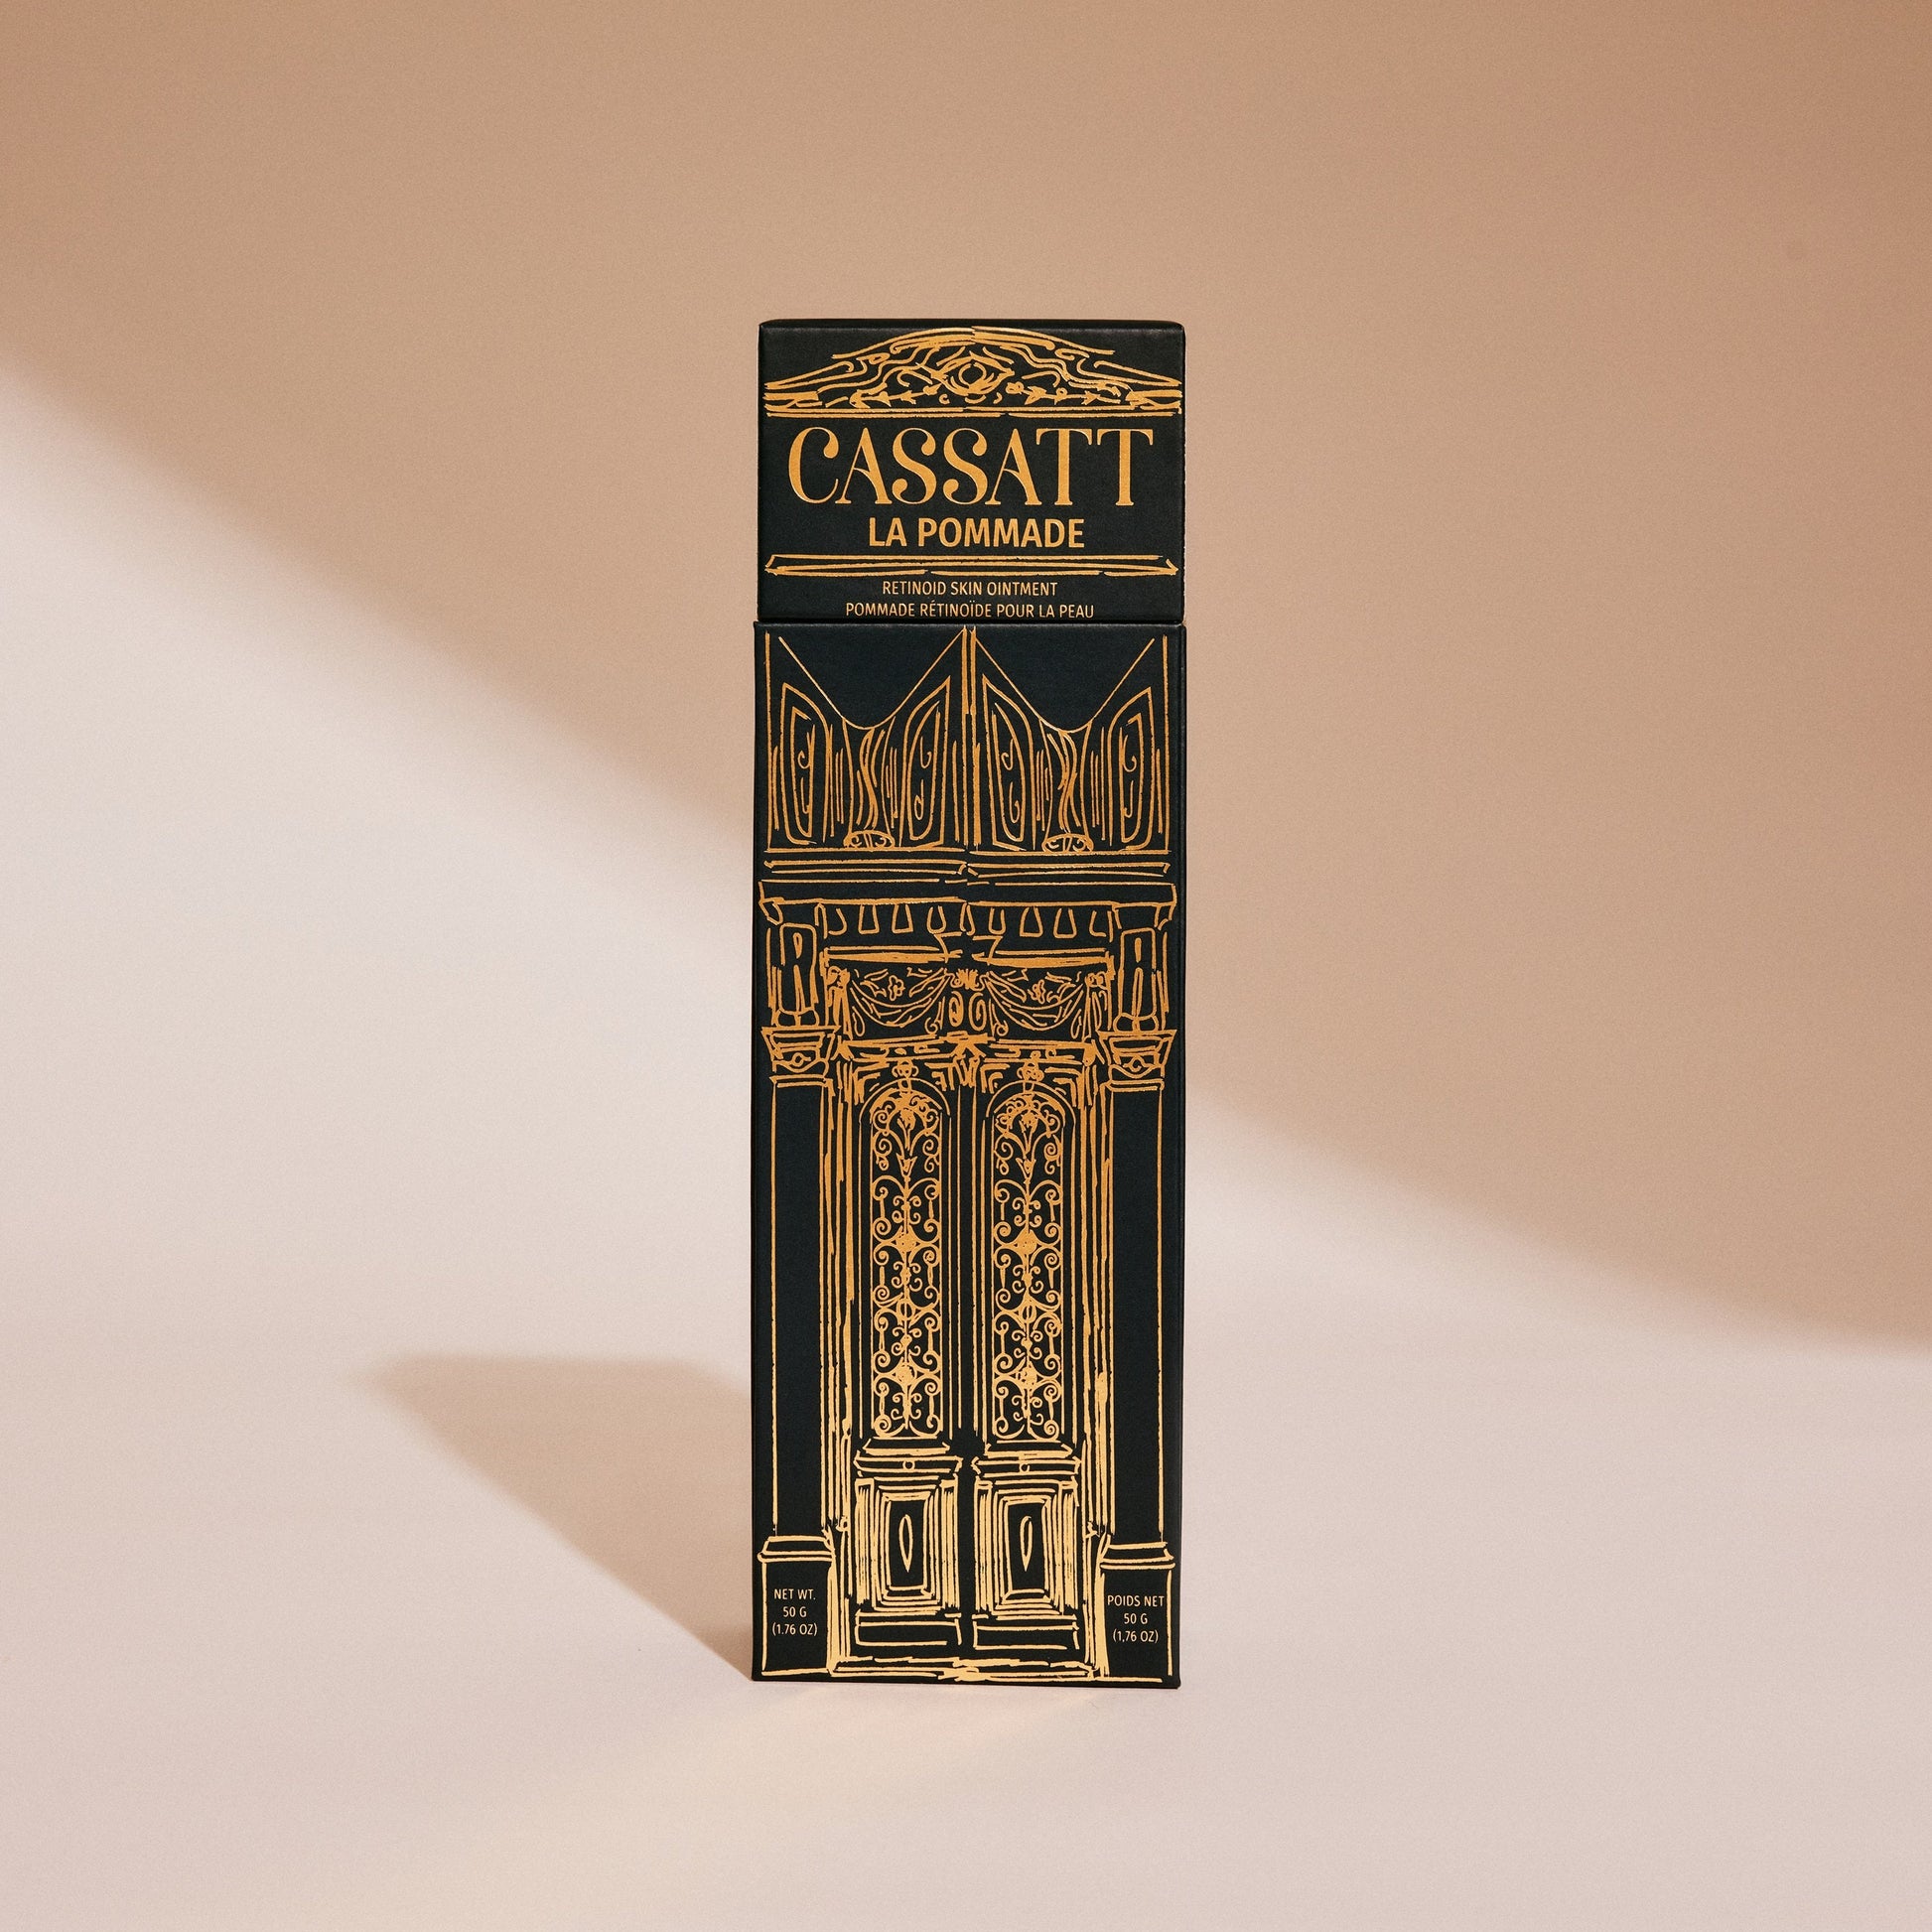 CASSATT
LA POMMADE
RETINOID SKIN OINTMENT
POMMADE RÉTINOÏDE POUR LA PEAU
NET WT.
50 G
(1.76 OZ)
POIDS NET
50 G
(1,76 OZ)